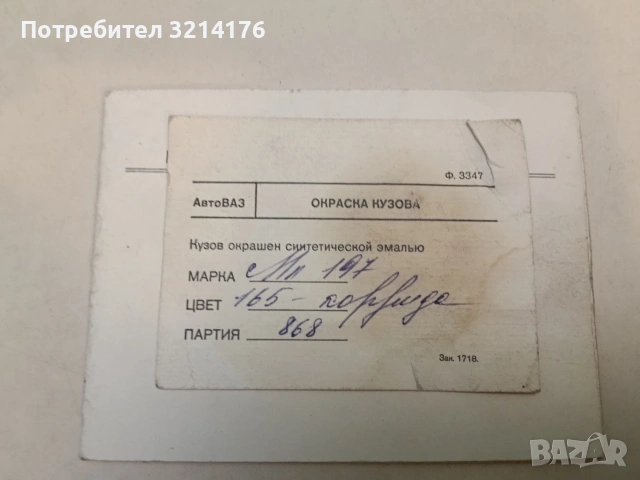 Потребител 3214176
Ф. 3347
АвтоВАЗ ОКРАСКА КУЗОВА
Кузов окрашен синтетической эмалью
МАРКА Мл 197
ЦВЕТ 165 - коррида
ПАРТИЯ 868
Зак. 1718.
BAZAR